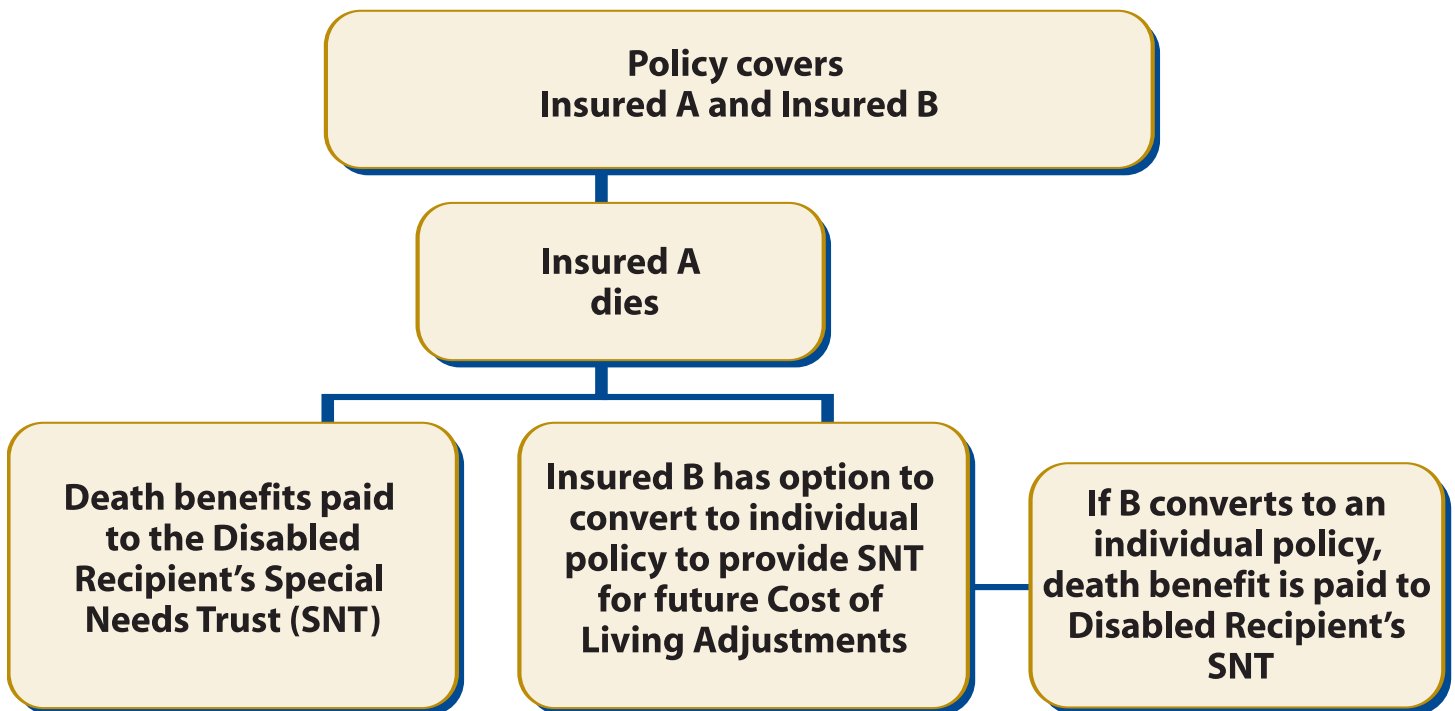 Policy covers
Insured A and Insured B
Insured A
dies
Death benefits paid
to the Disabled
Recipient’s Special
Needs Trust (SNT)
Insured B has option to
convert to individual
policy to provide SNT
for future Cost of
Living Adjustments
If B converts to an
individual policy,
death benefit is paid to
Disabled Recipient’s
SNT